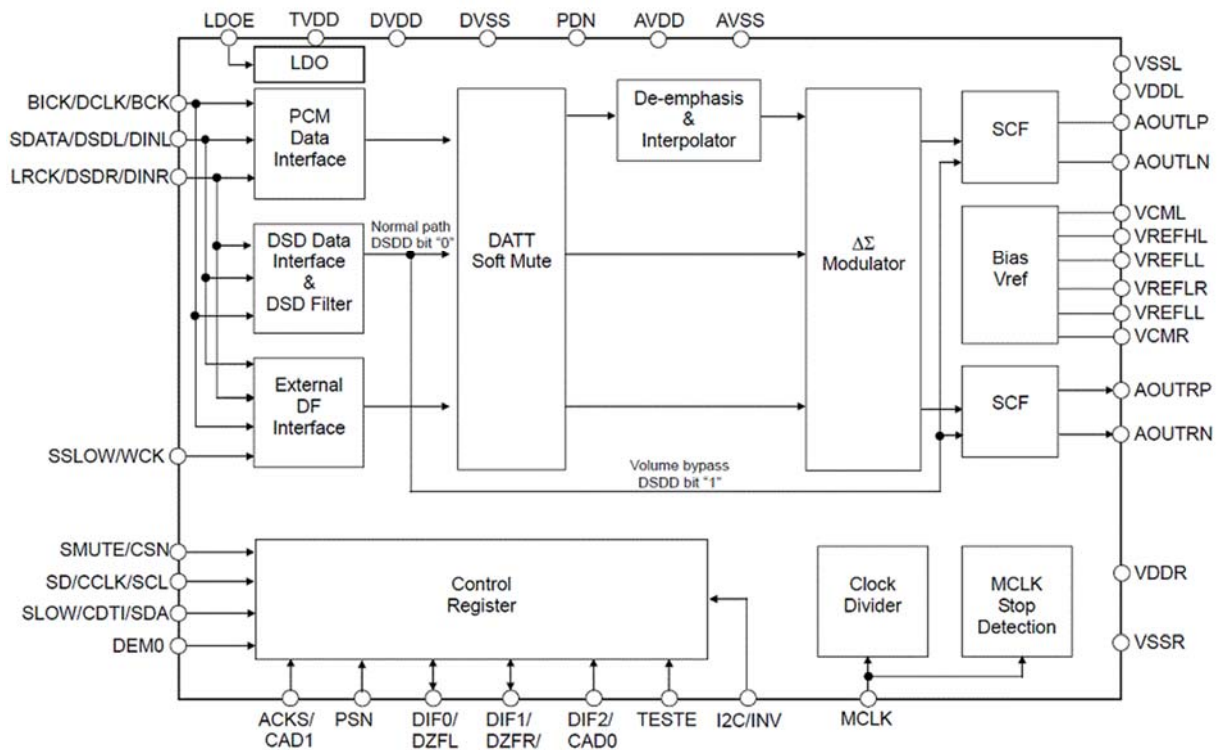 LDOE
TVDD
DVDD
DVSS
PDN
AVDD
AVSS
LDO
BICK/DCLK/BCK
SDATA/DSDL/DINL
LRCK/DSDR/DINR
SSLOW/WCK
PCM
Data
Interface
DSD Data
Interface
&
DSD Filter
External
DF
Interface
Normal path
DSDD bit “0”
DATT
Soft Mute
De-emphasis
&
Interpolator
ΔΣ
Modulator
Volume bypass
DSDD bit “1”
SCF
Bias
Vref
SCF
VSSL
VDDL
AOUTLP
AOUTLN
VCML
VREFHL
VREFLL
VREFLR
VREFLL
VCMR
AOUTRP
AOUTRN
VDDR
VSSR
SMUTE/CSN
SD/CCLK/SCL
SLOW/CDTI/SDA
DEM0
Control
Register
Clock
Divider
MCLK
Stop
Detection
ACKS/
CAD1
PSN
DIF0/
DZFL
DIF1/
DZFR/
DIF2/
CAD0
TESTE
I2C/INV
MCLK